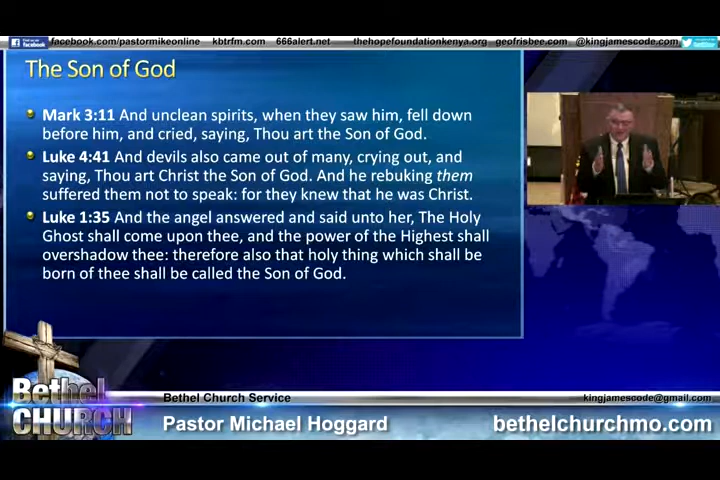 Find us on facebook
facebook.com/pastormikeonline kbtrfm.com 666alert.net thehopefoundationkenya.org geofrisbee.com @kingjamescode.com twitter
The Son of God
Mark 3:11 And unclean spirits, when they saw him, fell down
before him, and cried, saying, Thou art the Son of God.
Luke 4:41 And devils also came out of many, crying out, and
saying, Thou art Christ the Son of God. And he rebuking them
suffered them not to speak: for they knew that he was Christ.
Luke 1:35 And the angel answered and said unto her, The Holy
Ghost shall come upon thee, and the power of the Highest shall
overshadow thee: therefore also that holy thing which shall be
born of thee shall be called the Son of God.
Bethel
CHURCH
Bethel Church Service kingjamescode@gmail.com
Pastor Michael Hoggard bethelchurchmo.com